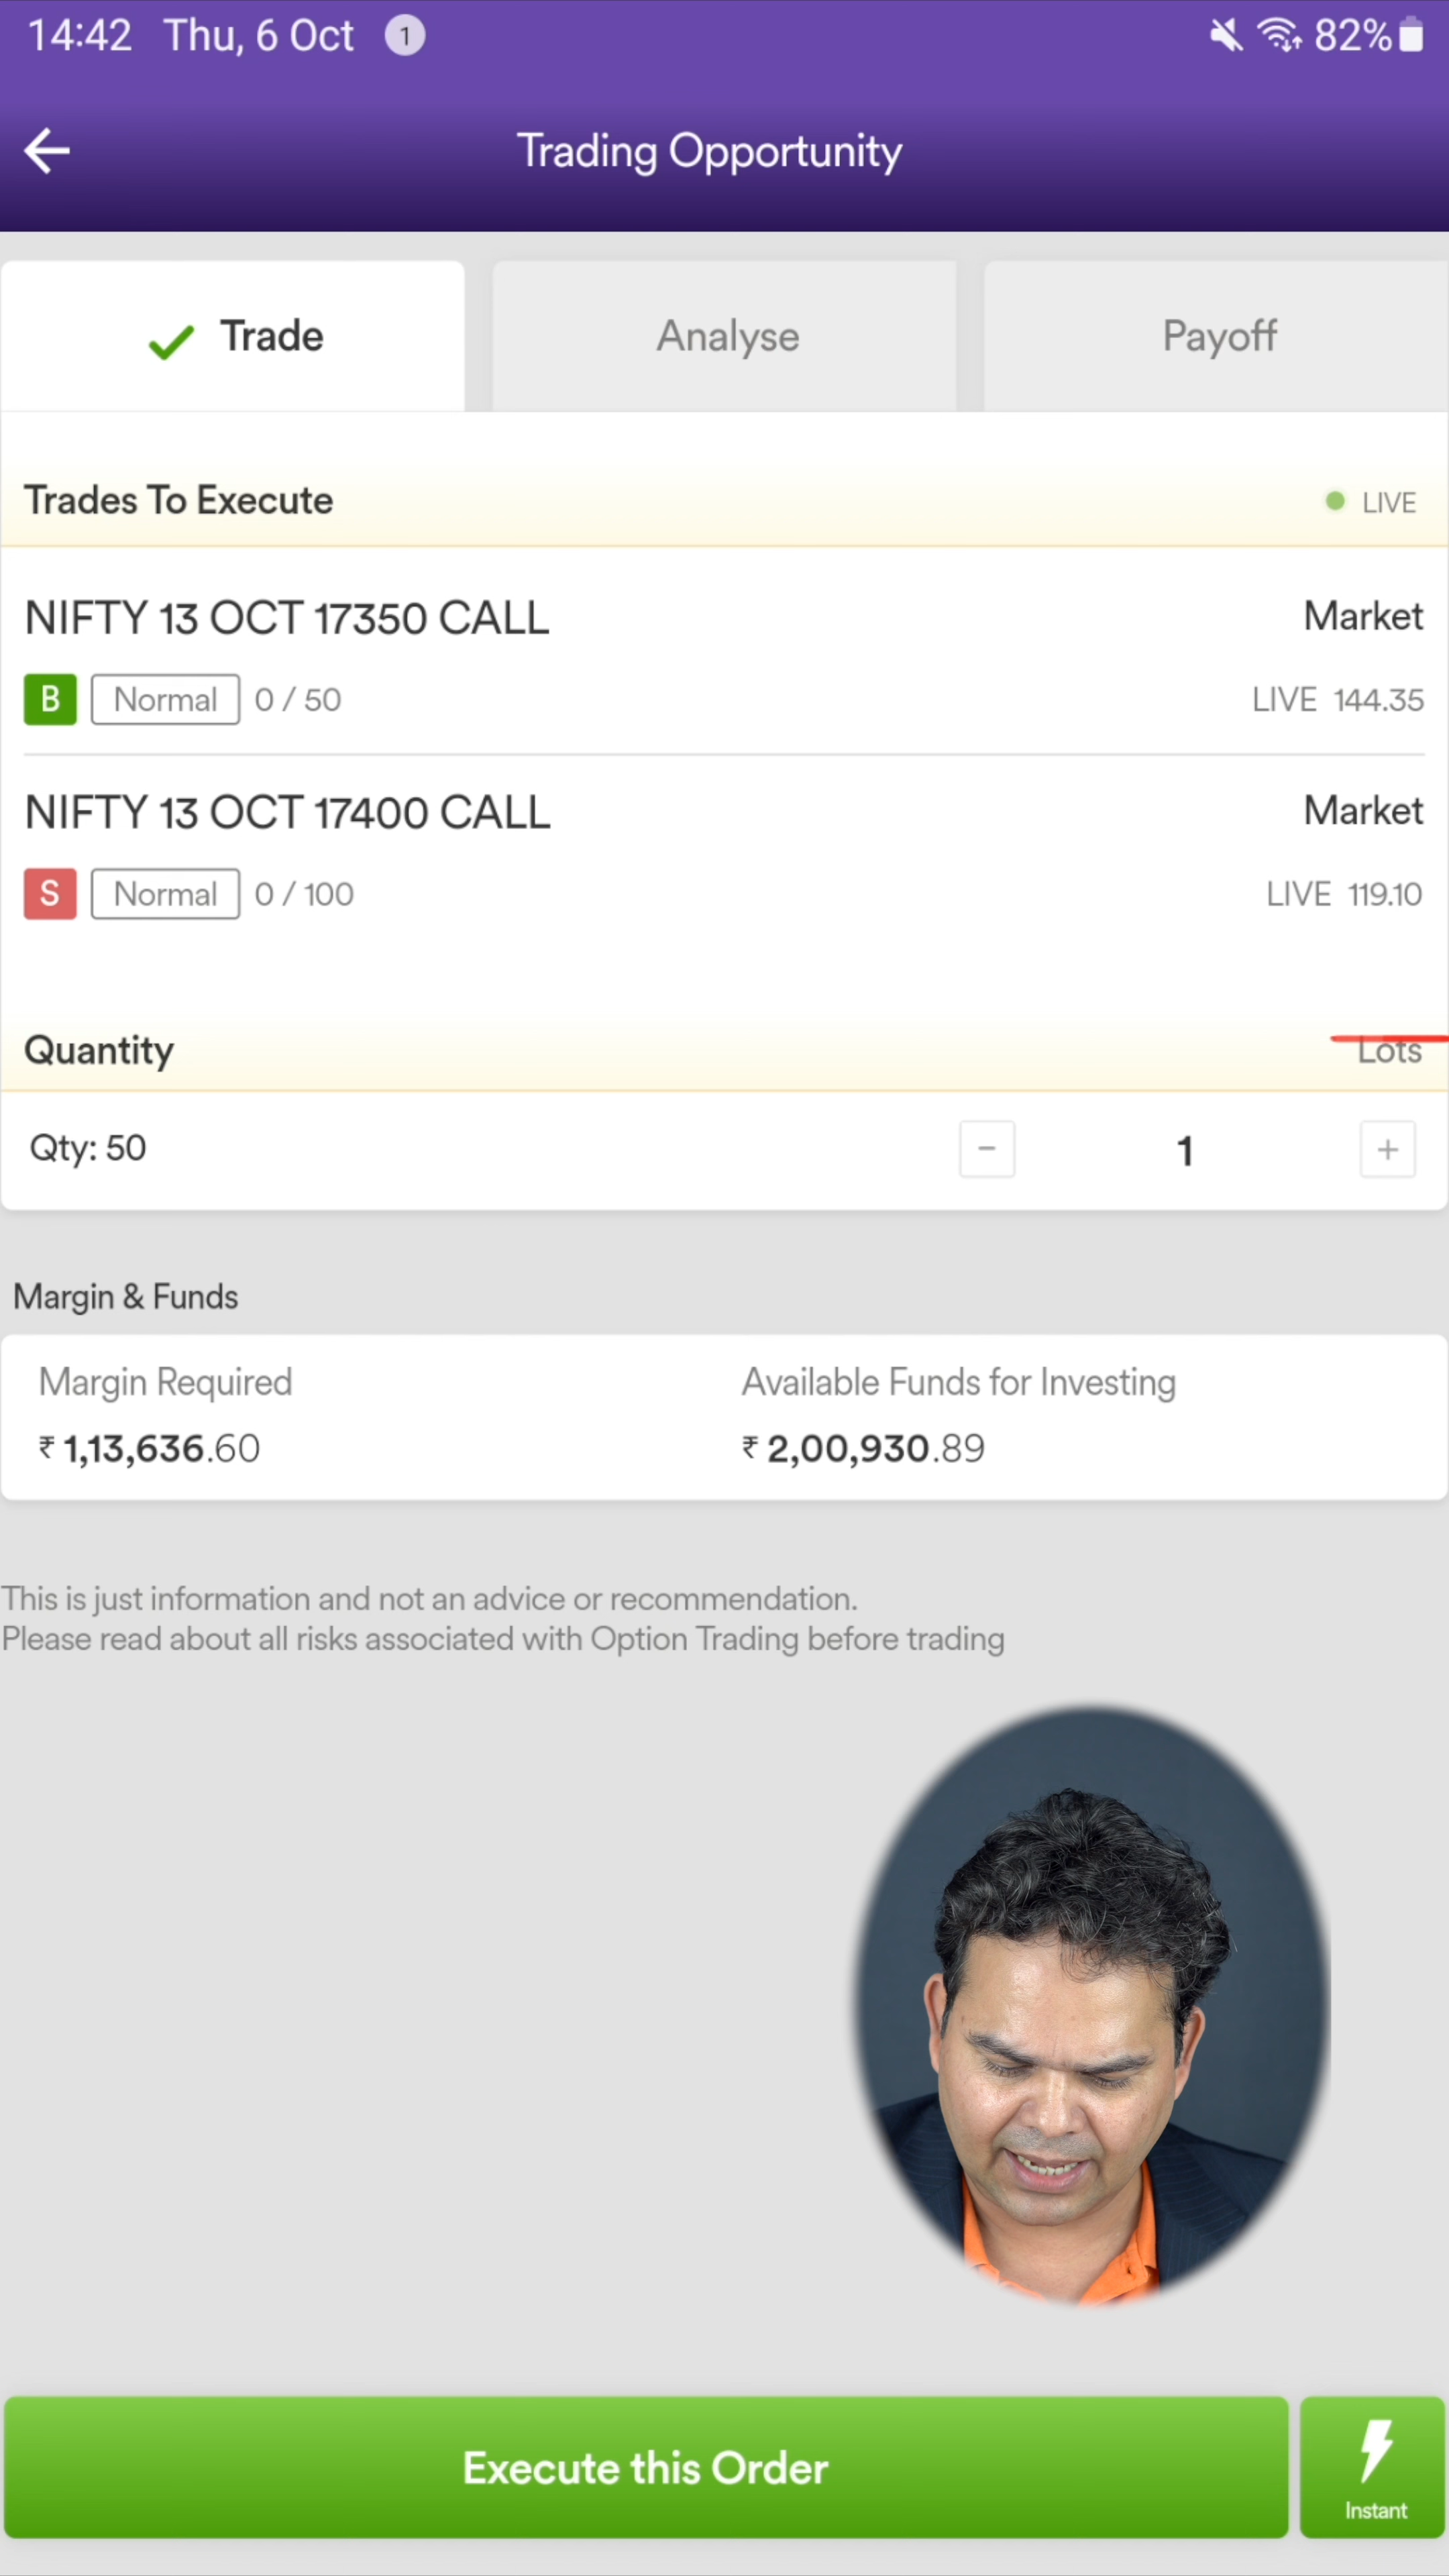 14:42 Thu, 6 Oct 1 82%
Trading Opportunity
Trade Analyse Payoff
Trades To Execute LIVE
NIFTY 13 OCT 17350 CALL Market
B Normal 0 / 50 LIVE 144.35
NIFTY 13 OCT 17400 CALL Market
S Normal 0 / 100 LIVE 119.10
Quantity Lots
Qty: 50 − 1 +
Margin & Funds
Margin Required Available Funds for Investing
₹ 1,13,636.60 ₹ 2,00,930.89
This is just information and not an advice or recommendation.
Please read about all risks associated with Option Trading before trading
Execute this Order Instant